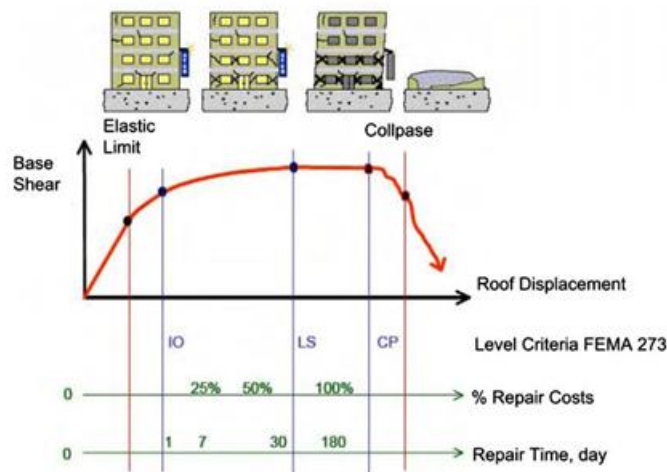 Elastic
Limit
Collpase
Base
Shear
Roof Displacement
IO LS CP
Level Criteria FEMA 273
0 25% 50% 100% % Repair Costs
0 1 7 30 180 Repair Time, day